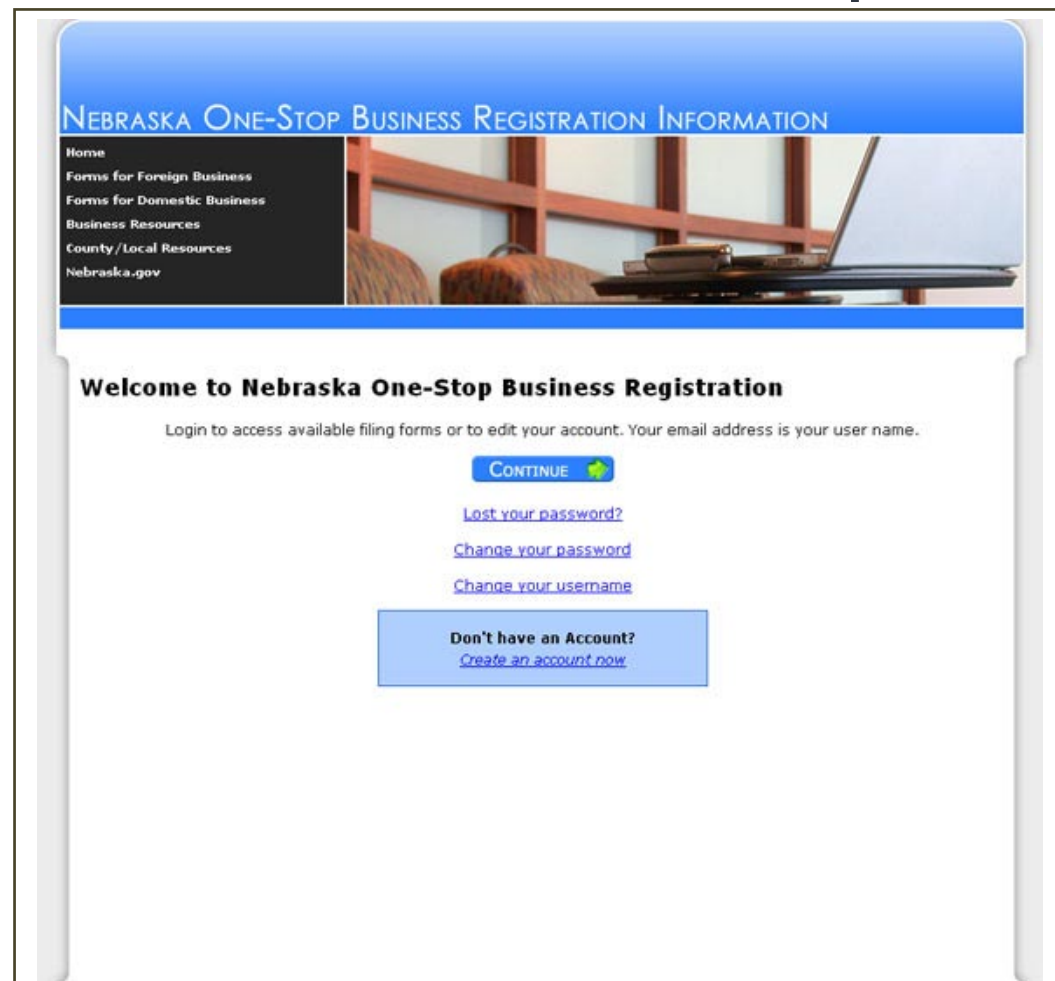 NEBRASKA ONE-STOP BUSINESS REGISTRATION INFORMATION
Home
Forms for Foreign Business
Forms for Domestic Business
Business Resources
County/Local Resources
Nebraska.gov
Welcome to Nebraska One-Stop Business Registration
Login to access available filing forms or to edit your account. Your email address is your user name.
CONTINUE
Lost your password?
Change your password
Change your username
Don't have an Account?
Create an account now